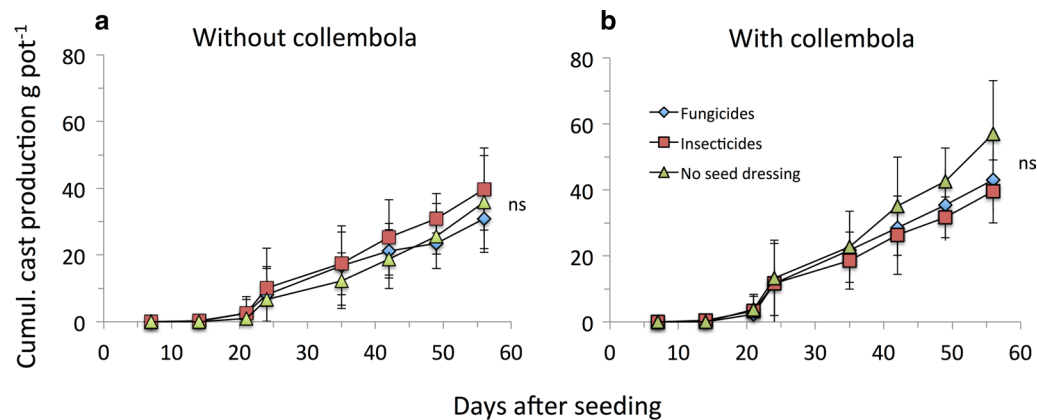 a
Without collembola
Cumul. cast production g pot⁻¹
80
60
40
20
0
0 10 20 30 40 50 60
ns
b
With collembola
80
60
40
20
0
0 10 20 30 40 50 60
Fungicides
Insecticides
No seed dressing
ns
Days after seeding